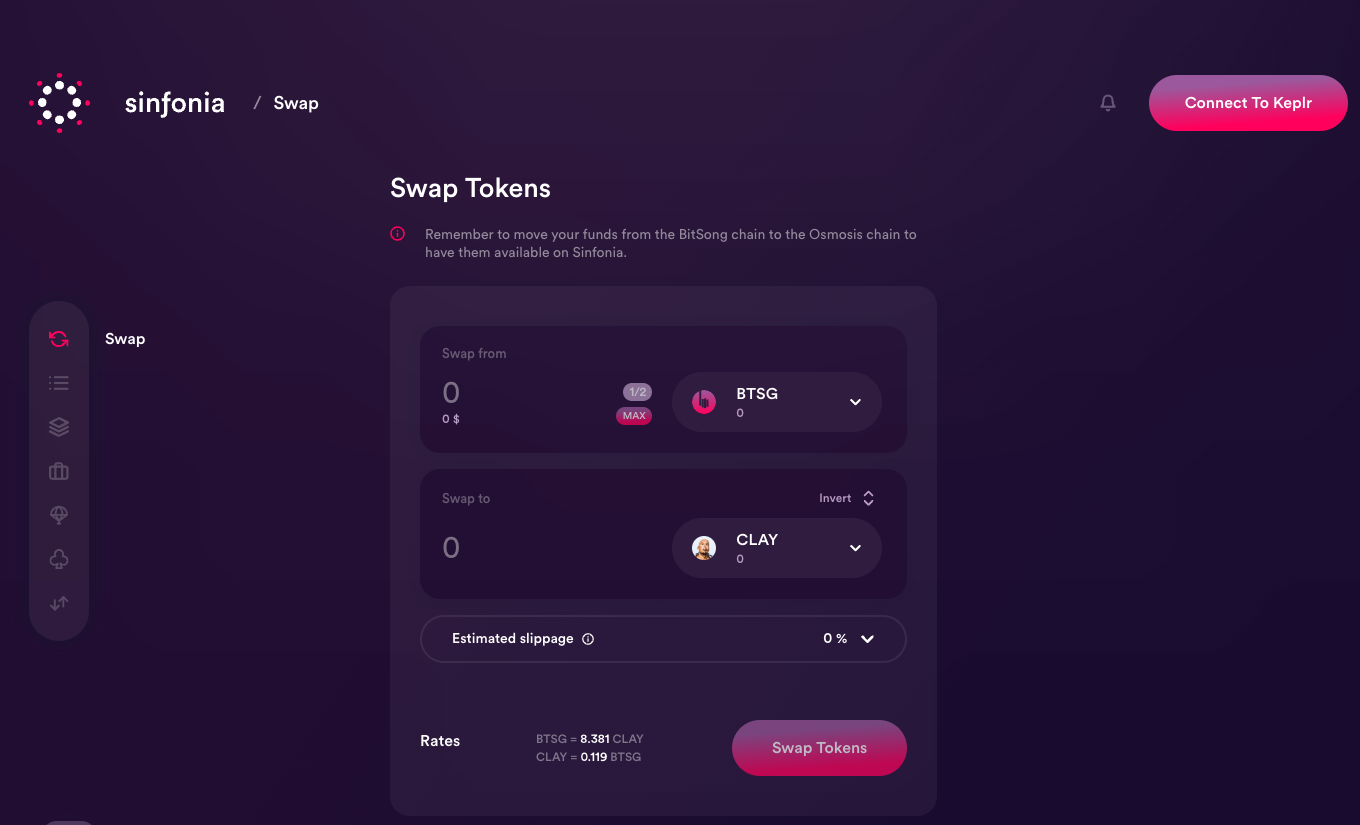 sinfonia / Swap
Connect To Keplr
Swap Tokens
Remember to move your funds from the BitSong chain to the Osmosis chain to
have them available on Sinfonia.
Swap
Swap from
0
0 $
1/2
MAX
BTSG
0
Swap to
Invert
0
CLAY
0
Estimated slippage
0 %
Rates
BTSG = 8.381 CLAY
CLAY = 0.119 BTSG
Swap Tokens